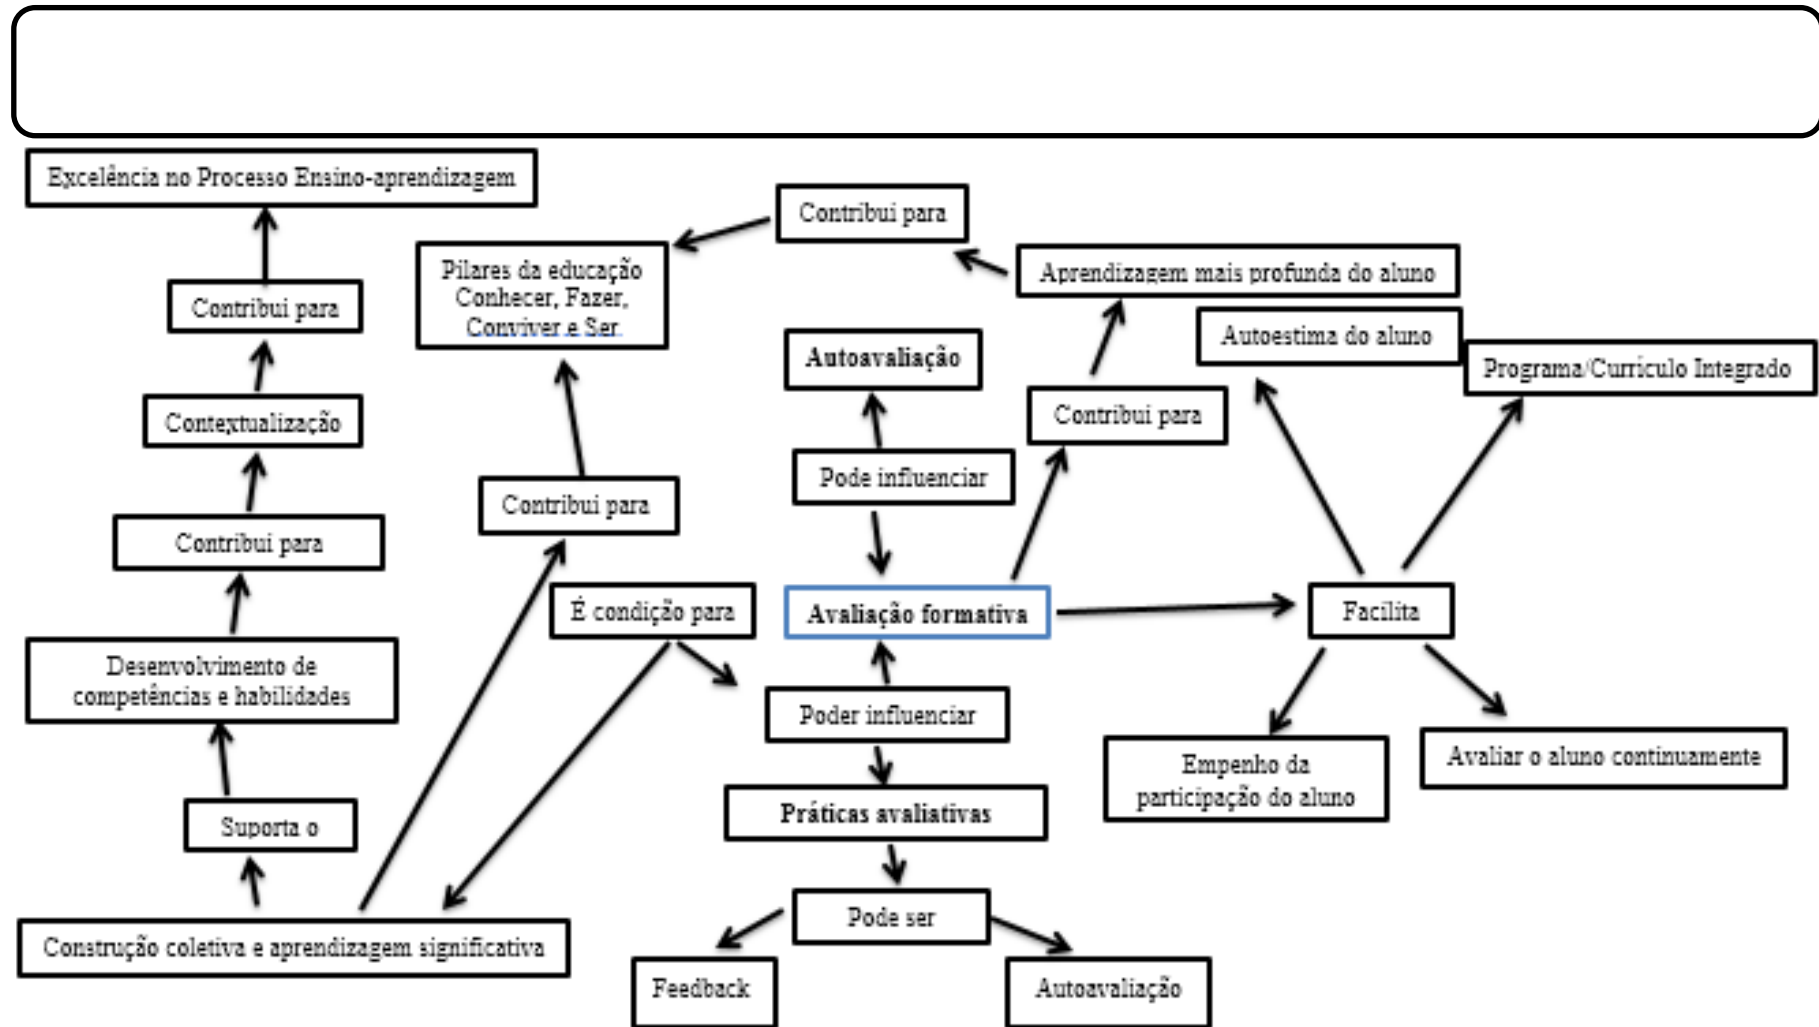 Excelência no Processo Ensino-aprendizagem
Contribui para
Pilares da educação
Conhecer, Fazer,
Conviver e Ser.
Aprendizagem mais profunda do aluno
Contribui para
Autoestima do aluno
Autoavaliação
Programa/Currículo Integrado
Contribui para
Contextualização
Pode influenciar
Contribui para
Contribui para
É condição para
Avaliação formativa
Facilita
Desenvolvimento de
competências e habilidades
Poder influenciar
Empenho da
participação do aluno
Avaliar o aluno continuamente
Suporta o
Práticas avaliativas
Pode ser
Construção coletiva e aprendizagem significativa
Feedback
Autoavaliação